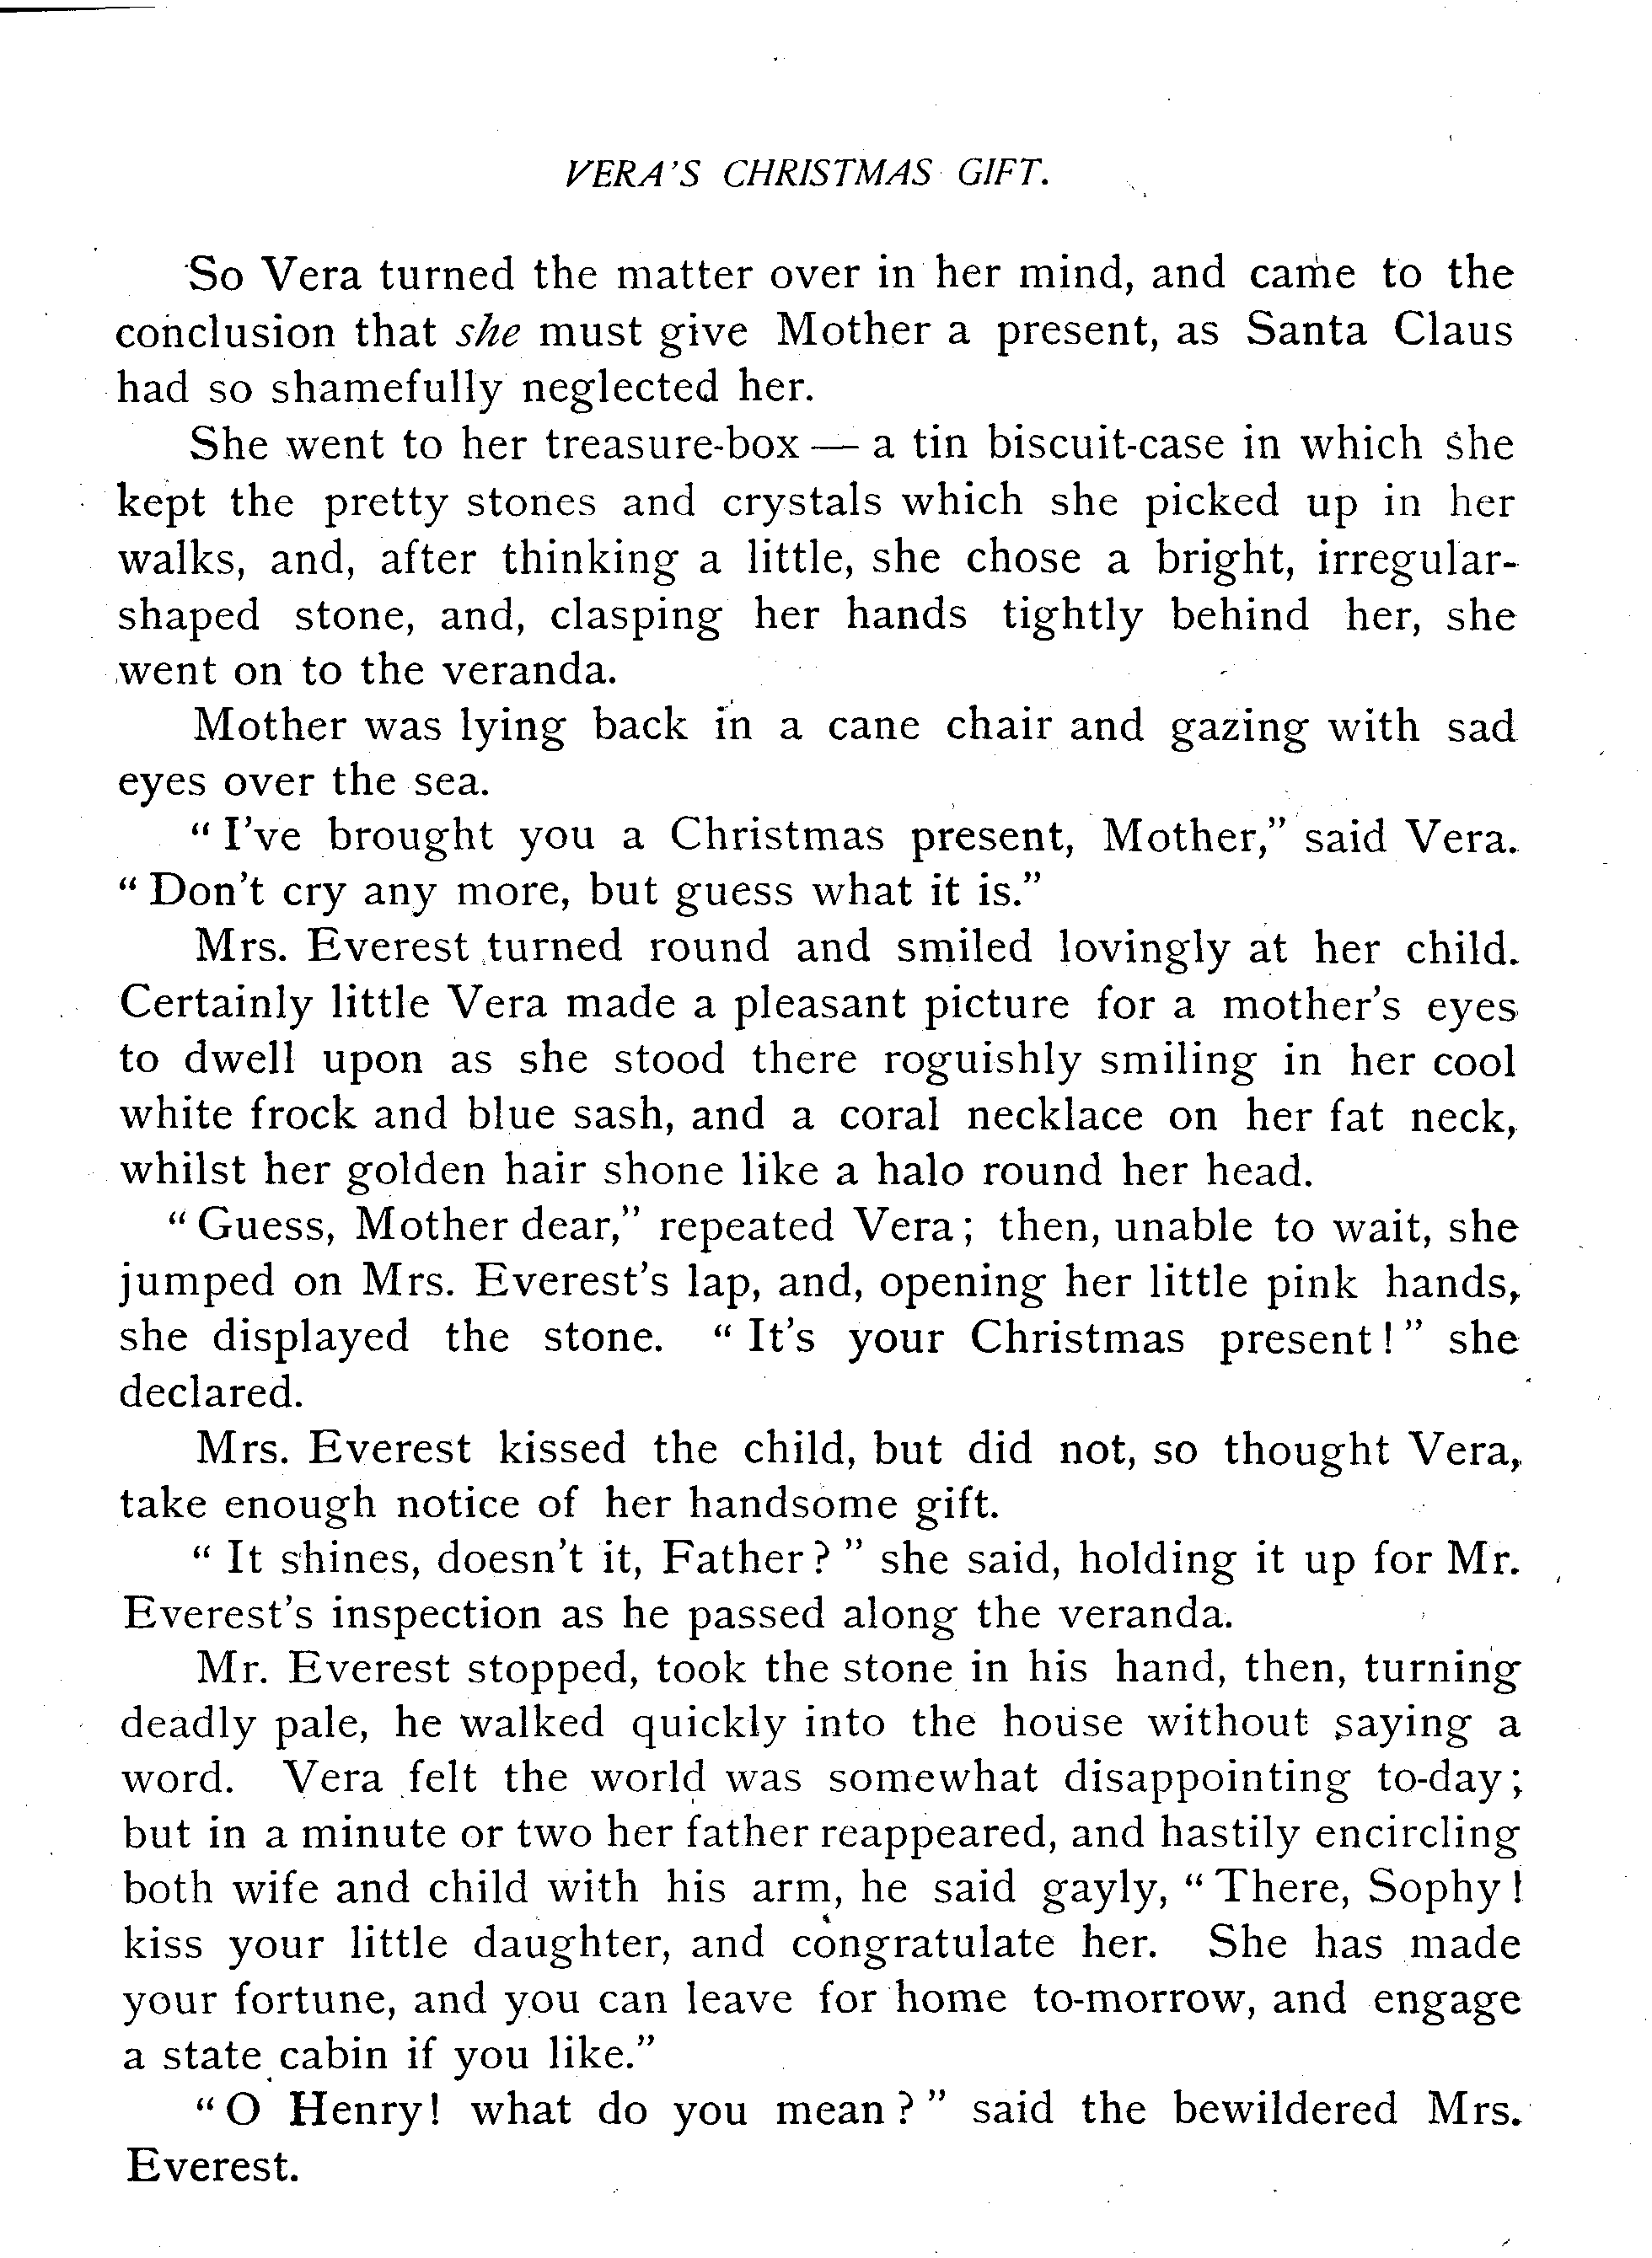 VERA'S CHRISTMAS GIFT.
So Vera turned the matter over in her mind, and came to the
conclusion that she must give Mother a present, as Santa Claus
had so shamefully neglected her.
She went to her treasure-box — a tin biscuit-case in which she
kept the pretty stones and crystals which she picked up in her
walks, and, after thinking a little, she chose a bright, irregular-
shaped stone, and, clasping her hands tightly behind her, she
went on to the veranda.
Mother was lying back in a cane chair and gazing with sad
eyes over the sea.
“ I've brought you a Christmas present, Mother,” said Vera.
“ Don't cry any more, but guess what it is.”
Mrs. Everest turned round and smiled lovingly at her child.
Certainly little Vera made a pleasant picture for a mother's eyes
to dwell upon as she stood there roguishly smiling in her cool
white frock and blue sash, and a coral necklace on her fat neck,
whilst her golden hair shone like a halo round her head.
“ Guess, Mother dear,” repeated Vera ; then, unable to wait, she
jumped on Mrs. Everest's lap, and, opening her little pink hands,
she displayed the stone. “ It's your Christmas present ! ” she
declared.
Mrs. Everest kissed the child, but did not, so thought Vera,
take enough notice of her handsome gift.
“ It shines, doesn't it, Father ? ” she said, holding it up for Mr.
Everest's inspection as he passed along the veranda.
Mr. Everest stopped, took the stone in his hand, then, turning
deadly pale, he walked quickly into the house without saying a
word. Vera felt the world was somewhat disappointing to-day ;
but in a minute or two her father reappeared, and hastily encircling
both wife and child with his arm, he said gayly, “ There, Sophy !
kiss your little daughter, and congratulate her. She has made
your fortune, and you can leave for home to-morrow, and engage
a state cabin if you like.”
“ O Henry! what do you mean ? ” said the bewildered Mrs.
Everest.